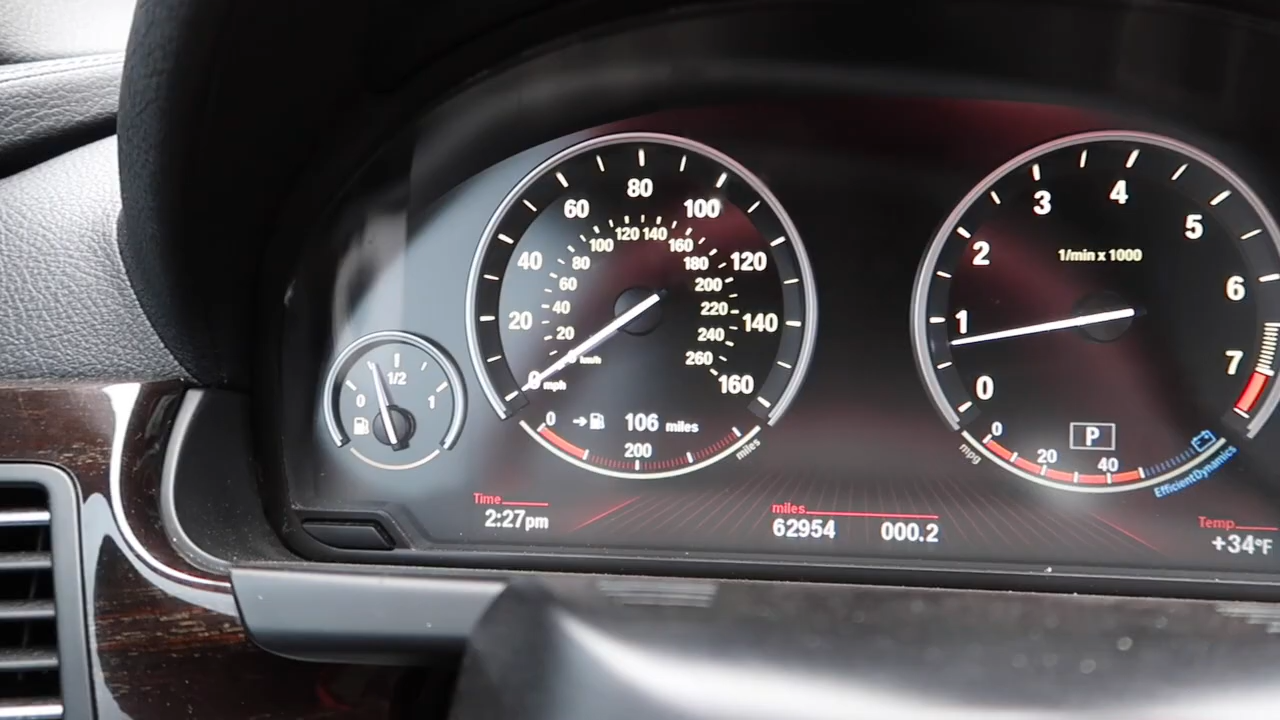 80
60
100
120 140
100
160
40
80
180
120
60
200
40
220
20
140
20
240
0
km/h
260
0 mph
160
1/2
0
1
0
106 miles
200
miles
3
4
5
2
1/min x 1000
6
1
7
0
0
P
20
40
mpg
EfficientDynamics
Time
2:27pm
miles
62954 000.2
Temp
+34°F